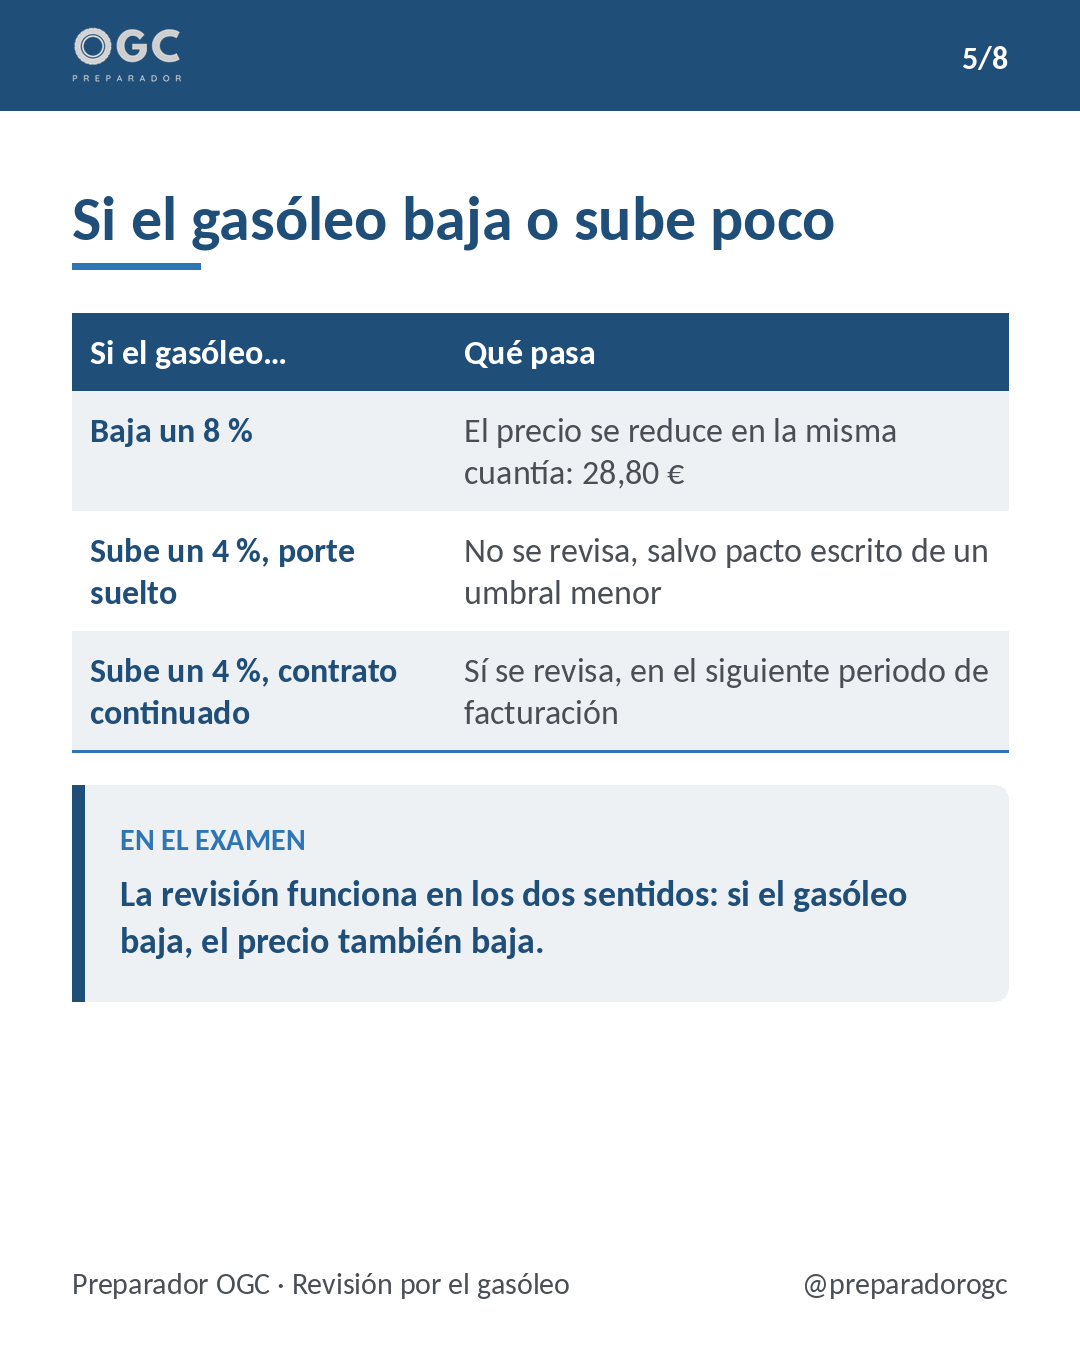 OGC
PREPARADOR
5/8
Si el gasóleo baja o sube poco
Si el gasóleo...
Qué pasa
Baja un 8 %
El precio se reduce en la misma
cuantía: 28,80 €
Sube un 4 %, porte
suelto
No se revisa, salvo pacto escrito de un
umbral menor
Sube un 4 %, contrato
continuado
Sí se revisa, en el siguiente periodo de
facturación
EN EL EXAMEN
La revisión funciona en los dos sentidos: si el gasóleo
baja, el precio también baja.
Preparador OGC · Revisión por el gasóleo
@preparadorogc